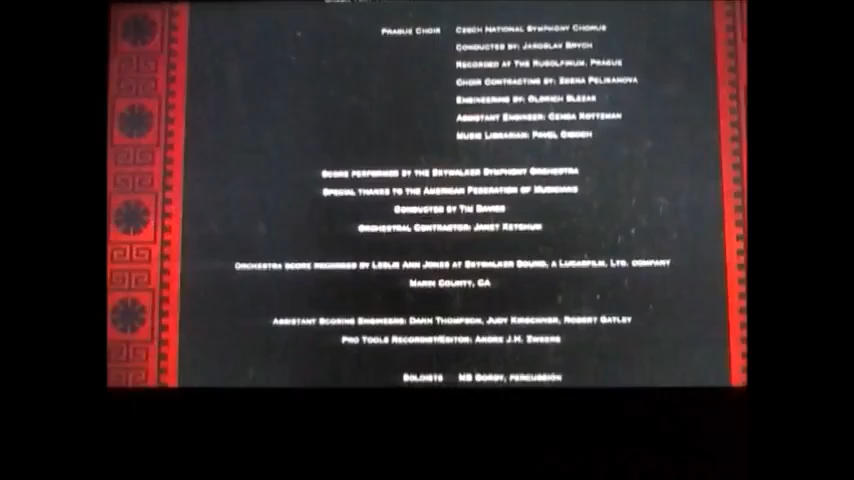 Prague Choir Czech National Symphony Chorus
Conducted by: Jaroslav Brych
Recorded at The Rudolfinum, Prague
Choir Contracting by: Zdena Pelikanova
Engineering by: Oldrich Slezak
Assistant Engineer: Cenda Kotzman
Music Librarian: Pavel
Score performed by the Skywalker Symphony Orchestra
Special thanks to the American Federation of Musicians
Conducted by Tim Davies
Orchestral Contractor: Janet Ketchum
Orchestra score recordings by Leslie Ann Jones at Skywalker Sound, a Lucasfilm, Ltd. company
Marin County, CA
Assistant Scoring Engineers: Dann Thompson, Judy Kirschner, Robert Gatley
Pro Tools Recordist/Editor: Andre J.H. Zweers
Soloists MB Gordy, percussion